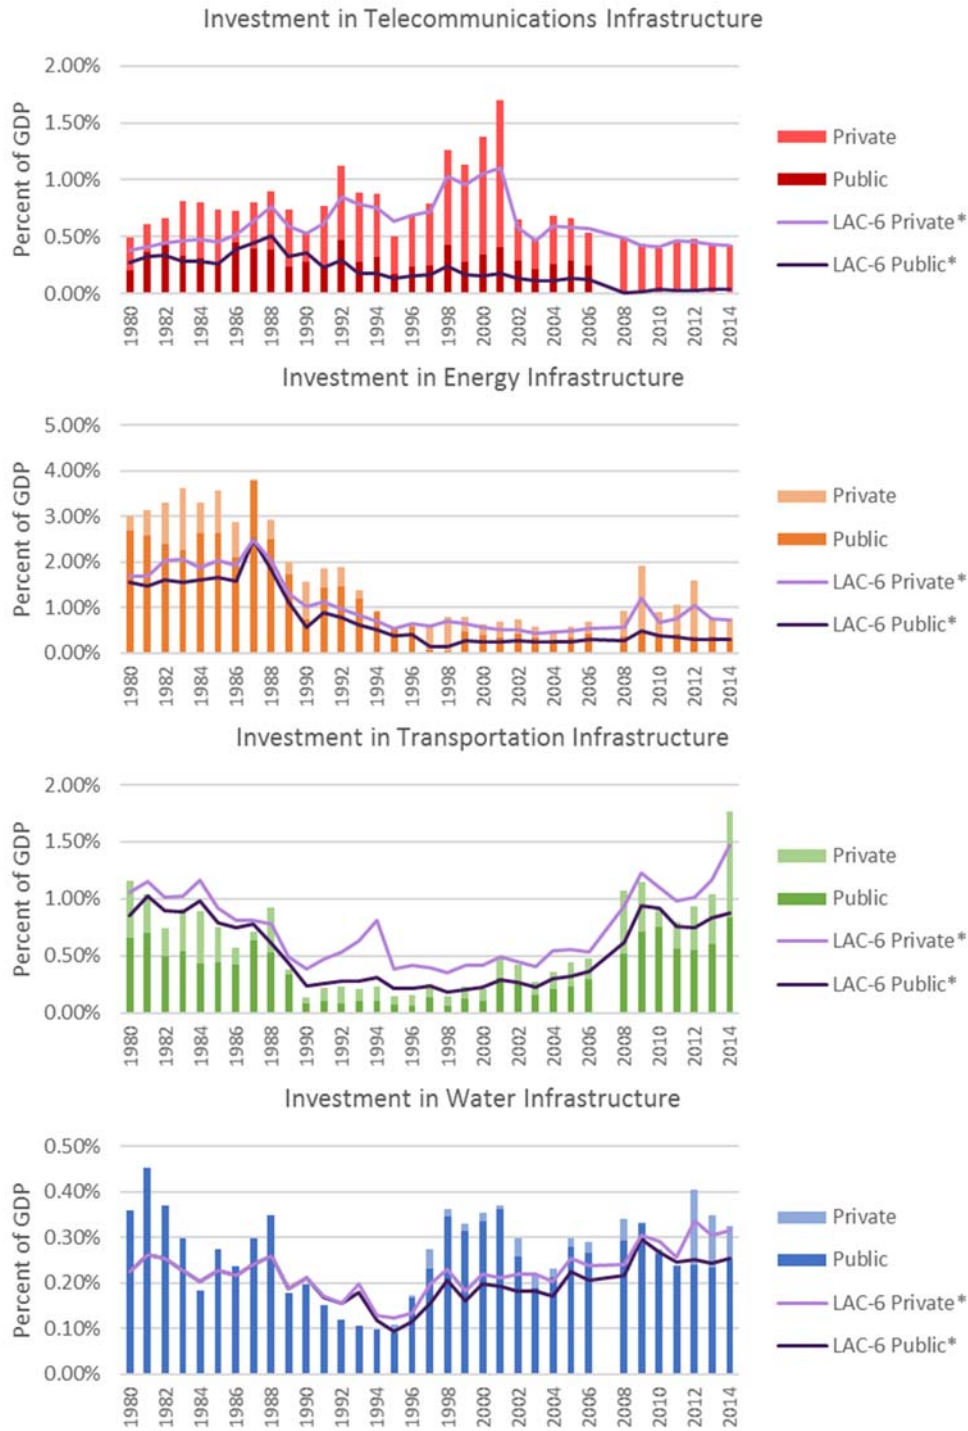 Investment in Telecommunications Infrastructure
Percent of GDP
2.00%
1.50%
1.00%
0.50%
0.00%
1980 1982 1984 1986 1988 1990 1992 1994 1996 1998 2000 2002 2004 2006 2008 2010 2012 2014
Private
Public
LAC-6 Private*
LAC-6 Public*
Investment in Energy Infrastructure
Percent of GDP
5.00%
4.00%
3.00%
2.00%
1.00%
0.00%
1980 1982 1984 1986 1988 1990 1992 1994 1996 1998 2000 2002 2004 2006 2008 2010 2012 2014
Private
Public
LAC-6 Private*
LAC-6 Public*
Investment in Transportation Infrastructure
Percent of GDP
2.00%
1.50%
1.00%
0.50%
0.00%
1980 1982 1984 1986 1988 1990 1992 1994 1996 1998 2000 2002 2004 2006 2008 2010 2012 2014
Private
Public
LAC-6 Private*
LAC-6 Public*
Investment in Water Infrastructure
Percent of GDP
0.50%
0.40%
0.30%
0.20%
0.10%
0.00%
1980 1982 1984 1986 1988 1990 1992 1994 1996 1998 2000 2002 2004 2006 2008 2010 2012 2014
Private
Public
LAC-6 Private*
LAC-6 Public*